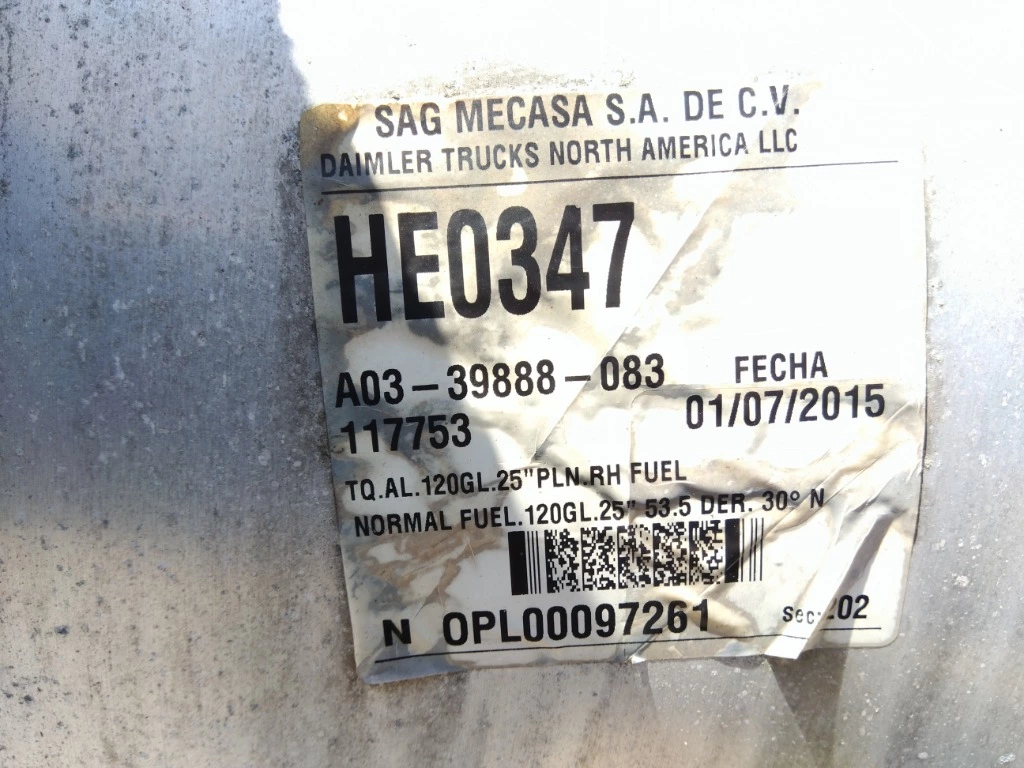 SAG MECASA S.A. DE C.V.
DAIMLER TRUCKS NORTH AMERICA LLC
HE0347
A03-39888-083
FECHA
117753
01/07/2015
TQ.AL.120GL.25"PLN.RH FUEL
NORMAL FUEL.120GL.25" 53.5 DER. 30° N
N OPL00097261
Sec:202